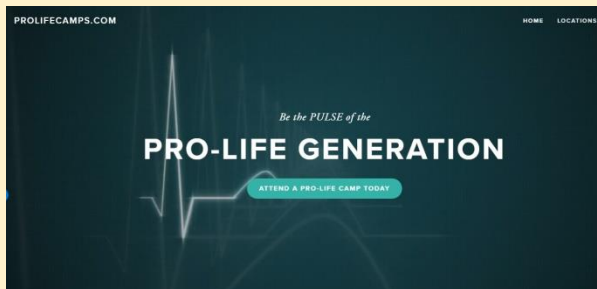 PROLIFECAMPS.COM
HOME LOCATIONS
Be the PULSE of the
PRO-LIFE GENERATION
ATTEND A PRO-LIFE CAMP TODAY